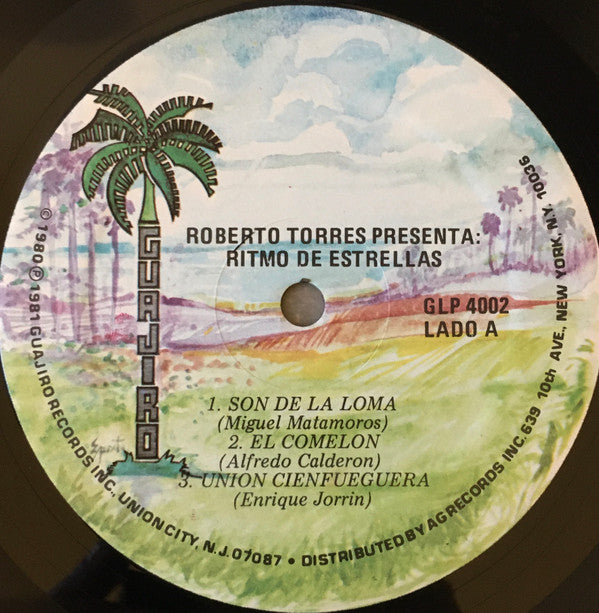 GUAJIRO
ROBERTO TORRES PRESENTA:
RITMO DE ESTRELLAS
GLP 4002
LADO A
1. SON DE LA LOMA
(Miguel Matamoros)
2. EL COMELON
(Alfredo Calderon)
3. UNION CIENFUEGUERA
(Enrique Jorrin)
© 1980 ℗ 1981 GUAJIRO RECORDS INC., UNION CITY, N.J. 07087 • DISTRIBUTED BY AG RECORDS INC. 639 10th AVE., NEW YORK, N.Y. 10036